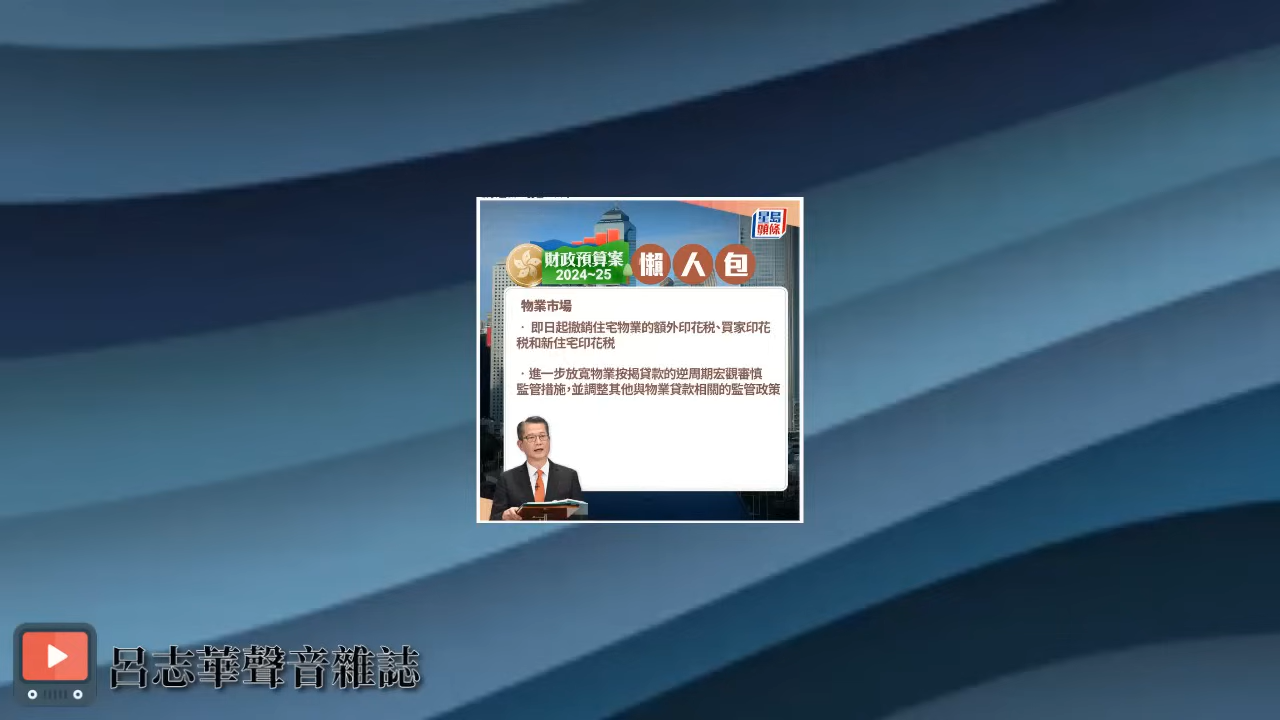 星島
頭條
財政預算案
2024~25
懶人包
物業市場
· 即日起撤銷住宅物業的額外印花税、買家印花
税和新住宅印花税
· 進一步放寬物業按揭貸款的逆周期宏觀審慎
監管措施，並調整其他與物業貸款相關的監管政策
呂志華聲音雜誌